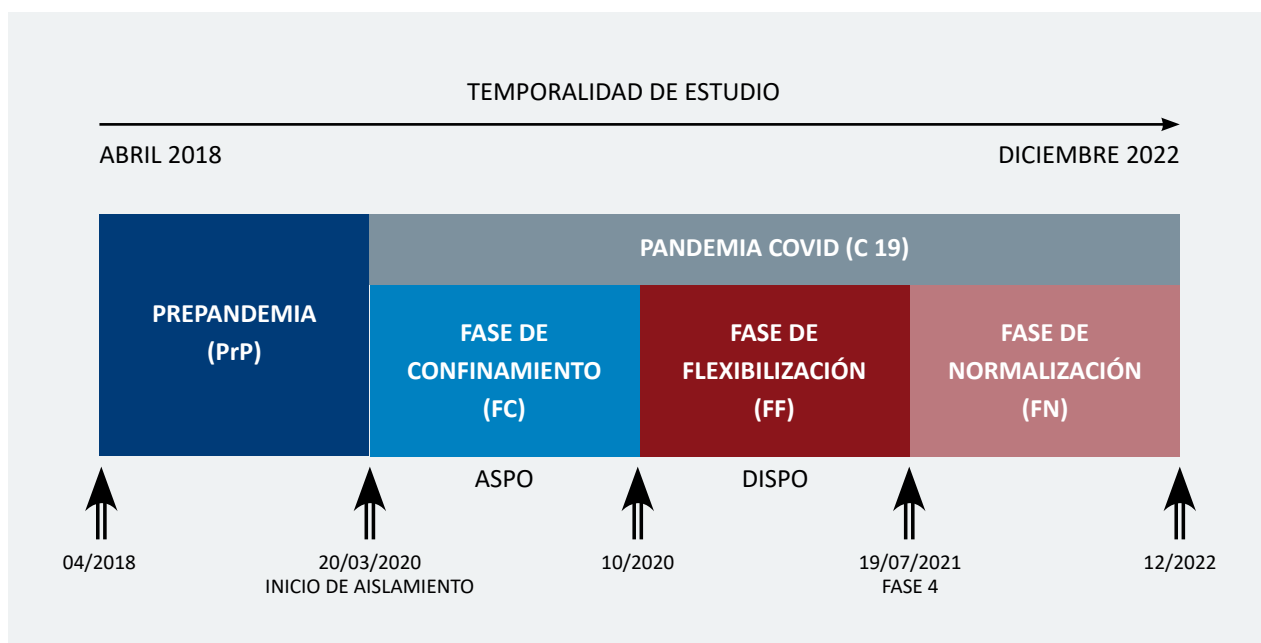 TEMPORALIDAD DE ESTUDIO
ABRIL 2018
DICIEMBRE 2022
PANDEMIA COVID (C 19)
PREPANDEMIA
(PrP)
FASE DE
CONFINAMIENTO
(FC)
FASE DE
FLEXIBILIZACIÓN
(FF)
FASE DE
NORMALIZACIÓN
(FN)
ASPO
DISPO
04/2018
20/03/2020
INICIO DE AISLAMIENTO
10/2020
19/07/2021
FASE 4
12/2022